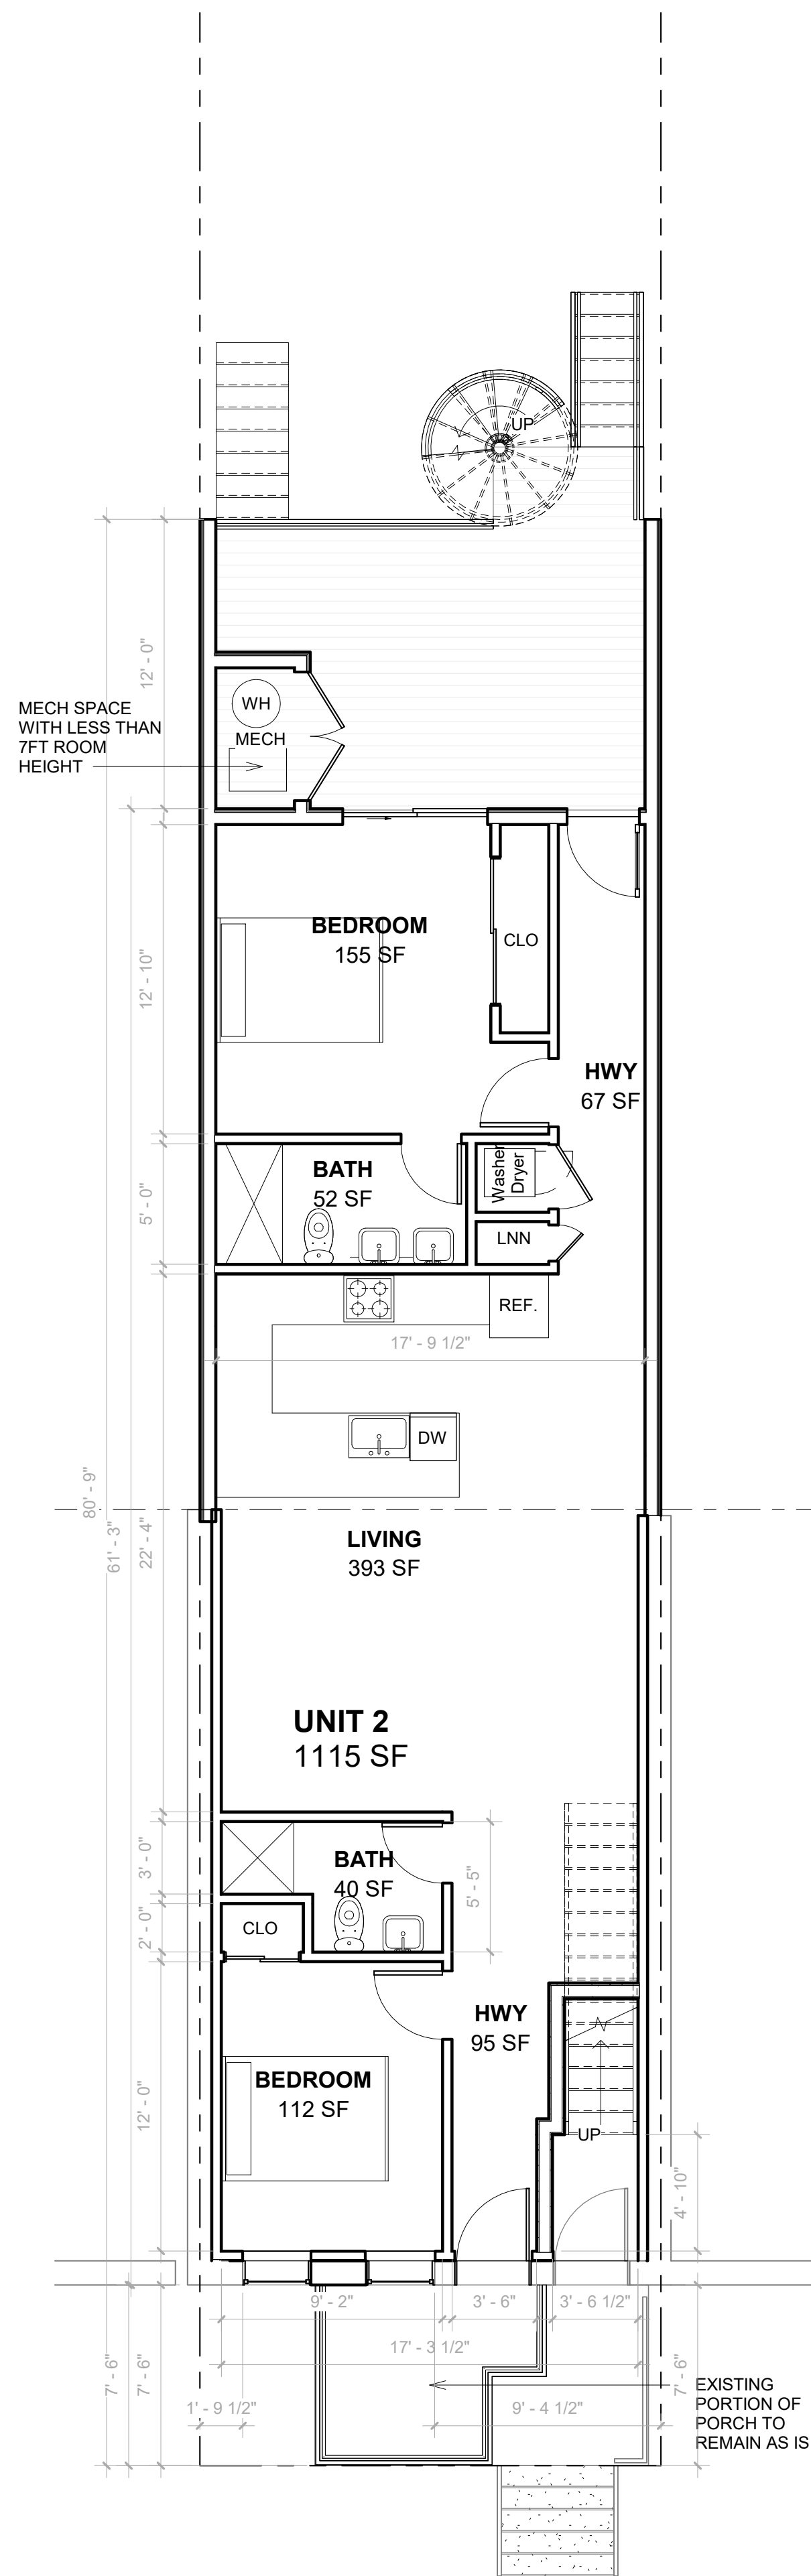 UP
12' - 0"
MECH SPACE
WITH LESS THAN
7FT ROOM
HEIGHT
WH
MECH
BEDROOM
155 SF
CLO
12' - 10"
HWY
67 SF
BATH
52 SF
Washer
Dryer
5' - 0"
LNN
REF.
17' - 9 1/2"
DW
80' - 9"
61' - 3"
22' - 4"
LIVING
393 SF
UNIT 2
1115 SF
3' - 0"
BATH
40 SF
5' - 5"
2' - 0"
CLO
HWY
95 SF
BEDROOM
112 SF
12' - 0"
UP
4' - 10"
9' - 2"
3' - 6"
3' - 6 1/2"
17' - 3 1/2"
7' - 6"
7' - 6"
7' - 6"
1' - 9 1/2"
9' - 4 1/2"
EXISTING
PORTION OF
PORCH TO
REMAIN AS IS